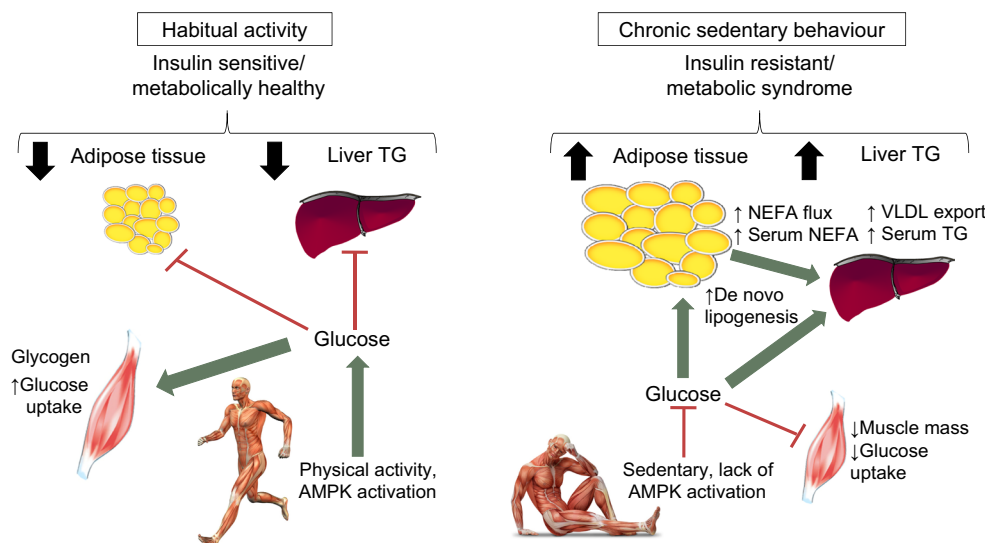 Habitual activity
Insulin sensitive/
metabolically healthy
Adipose tissue
Liver TG
Glucose
Glycogen
↑Glucose
uptake
Physical activity,
AMPK activation
Chronic sedentary behaviour
Insulin resistant/
metabolic syndrome
Adipose tissue
Liver TG
↑ NEFA flux
↑ Serum NEFA
↑ VLDL export
↑ Serum TG
↑De novo
lipogenesis
Glucose
↓Muscle mass
↓Glucose
uptake
Sedentary, lack of
AMPK activation